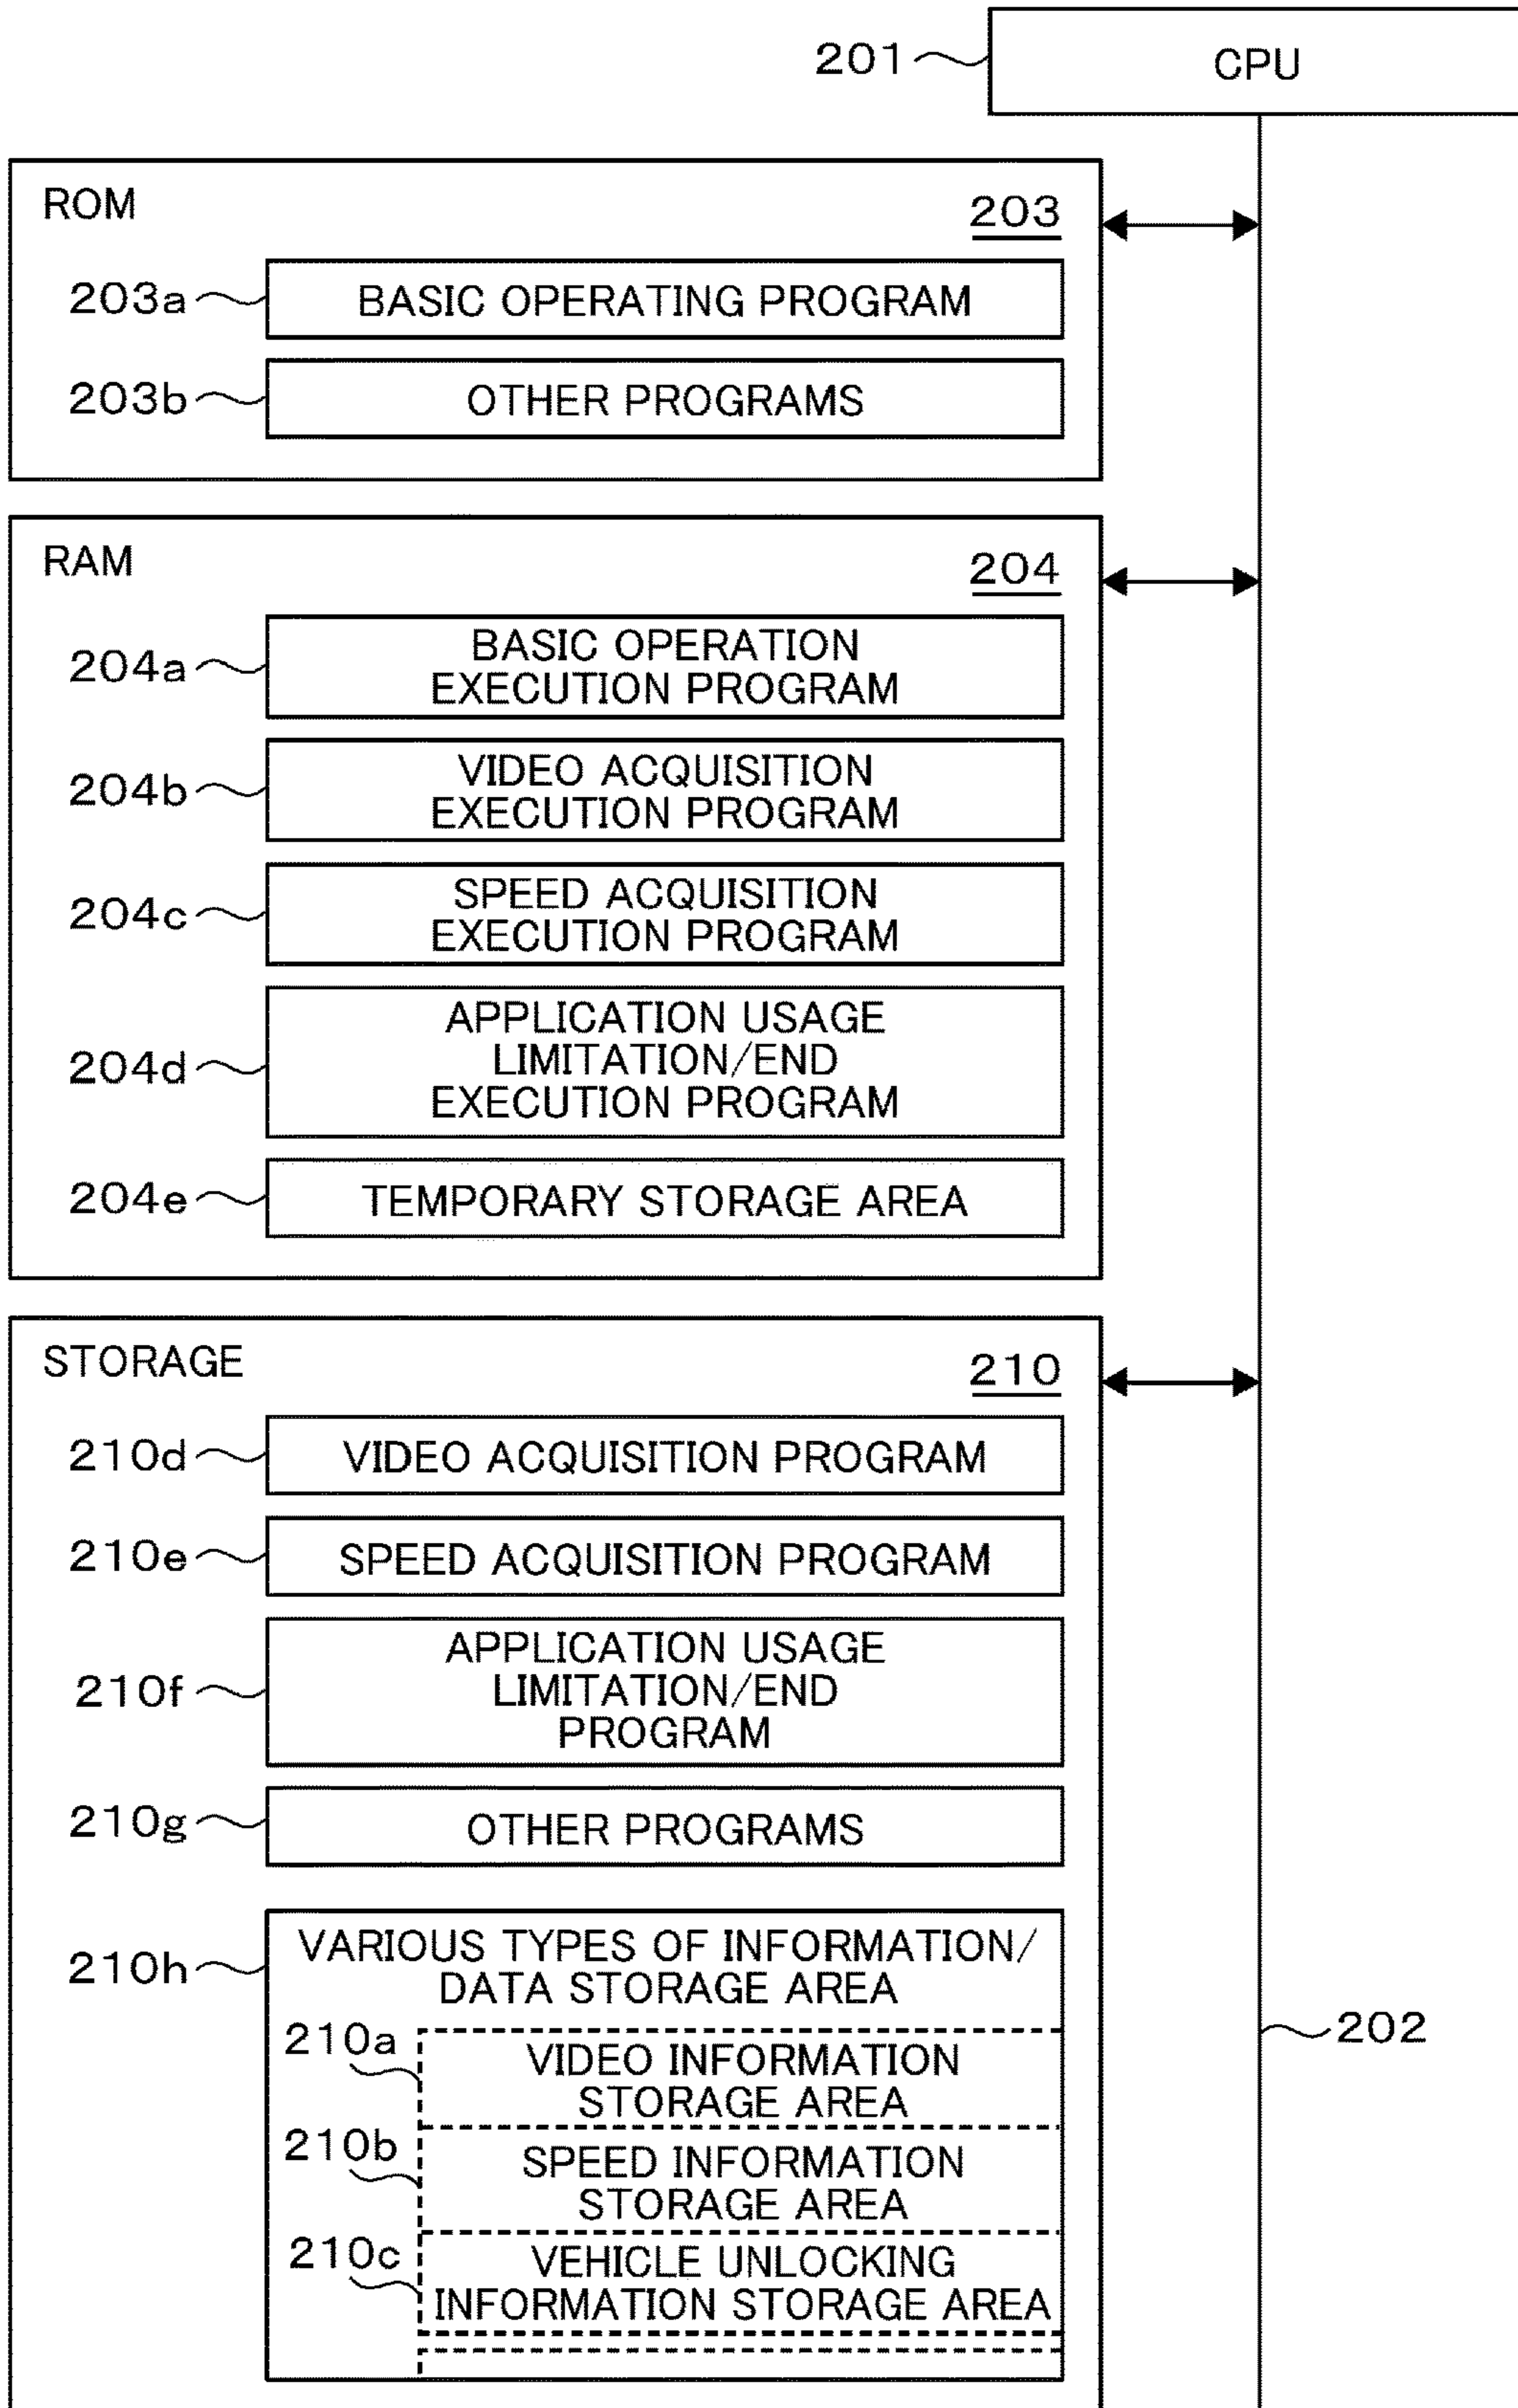 201
CPU
ROM
203
203a
BASIC OPERATING PROGRAM
203b
OTHER PROGRAMS
RAM
204
204a
BASIC OPERATION
EXECUTION PROGRAM
204b
VIDEO ACQUISITION
EXECUTION PROGRAM
204c
SPEED ACQUISITION
EXECUTION PROGRAM
204d
APPLICATION USAGE
LIMITATION/END
EXECUTION PROGRAM
204e
TEMPORARY STORAGE AREA
STORAGE
210
210d
VIDEO ACQUISITION PROGRAM
210e
SPEED ACQUISITION PROGRAM
210f
APPLICATION USAGE
LIMITATION/END
PROGRAM
210g
OTHER PROGRAMS
210h
VARIOUS TYPES OF INFORMATION/
DATA STORAGE AREA
210a
VIDEO INFORMATION
STORAGE AREA
202
210b
SPEED INFORMATION
STORAGE AREA
210c
VEHICLE UNLOCKING
INFORMATION STORAGE AREA